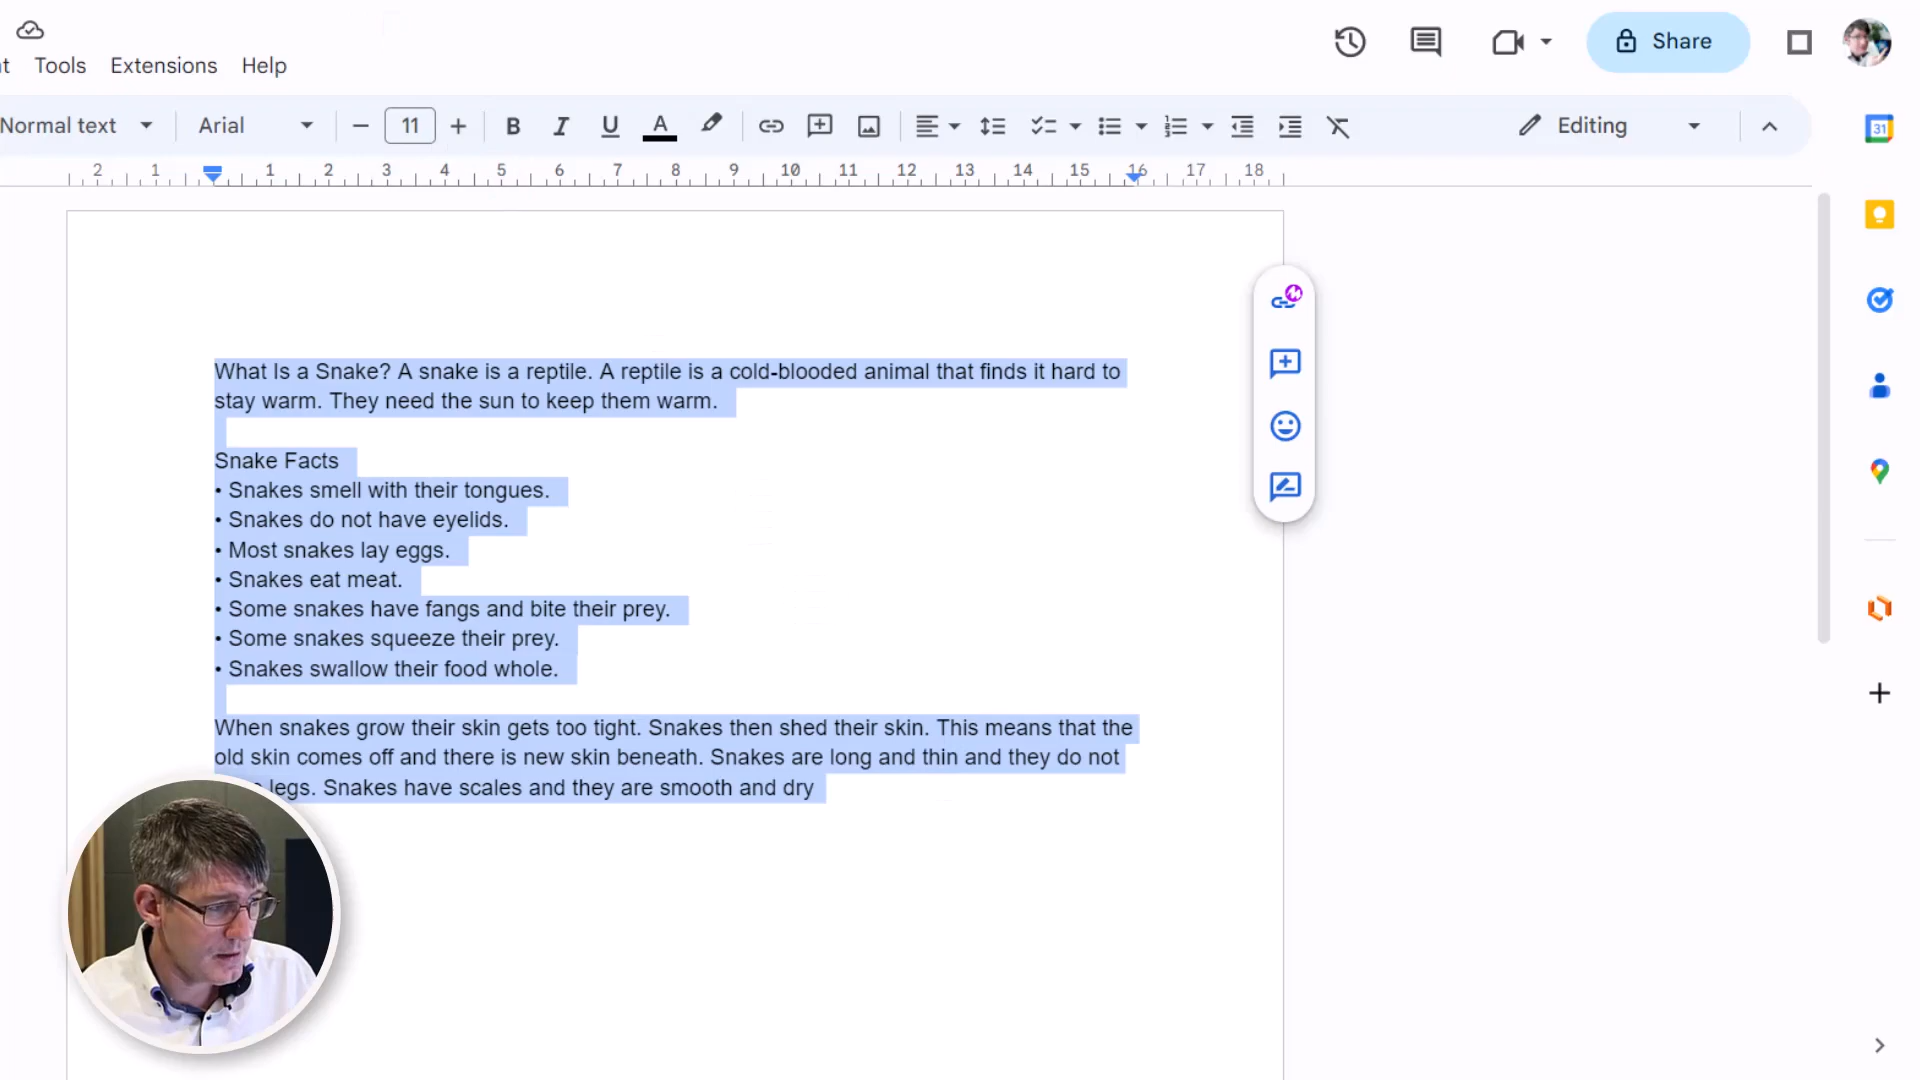 t Tools Extensions Help
Share
Normal text Arial 11 B I U A Editing
31
2 1 1 2 3 4 5 6 7 8 9 10 11 12 13 14 15 16 17 18
What Is a Snake? A snake is a reptile. A reptile is a cold-blooded animal that finds it hard to
stay warm. They need the sun to keep them warm.
Snake Facts
• Snakes smell with their tongues.
• Snakes do not have eyelids.
• Most snakes lay eggs.
• Snakes eat meat.
• Some snakes have fangs and bite their prey.
• Some snakes squeeze their prey.
• Snakes swallow their food whole.
When snakes grow their skin gets too tight. Snakes then shed their skin. This means that the
old skin comes off and there is new skin beneath. Snakes are long and thin and they do not
legs. Snakes have scales and they are smooth and dry